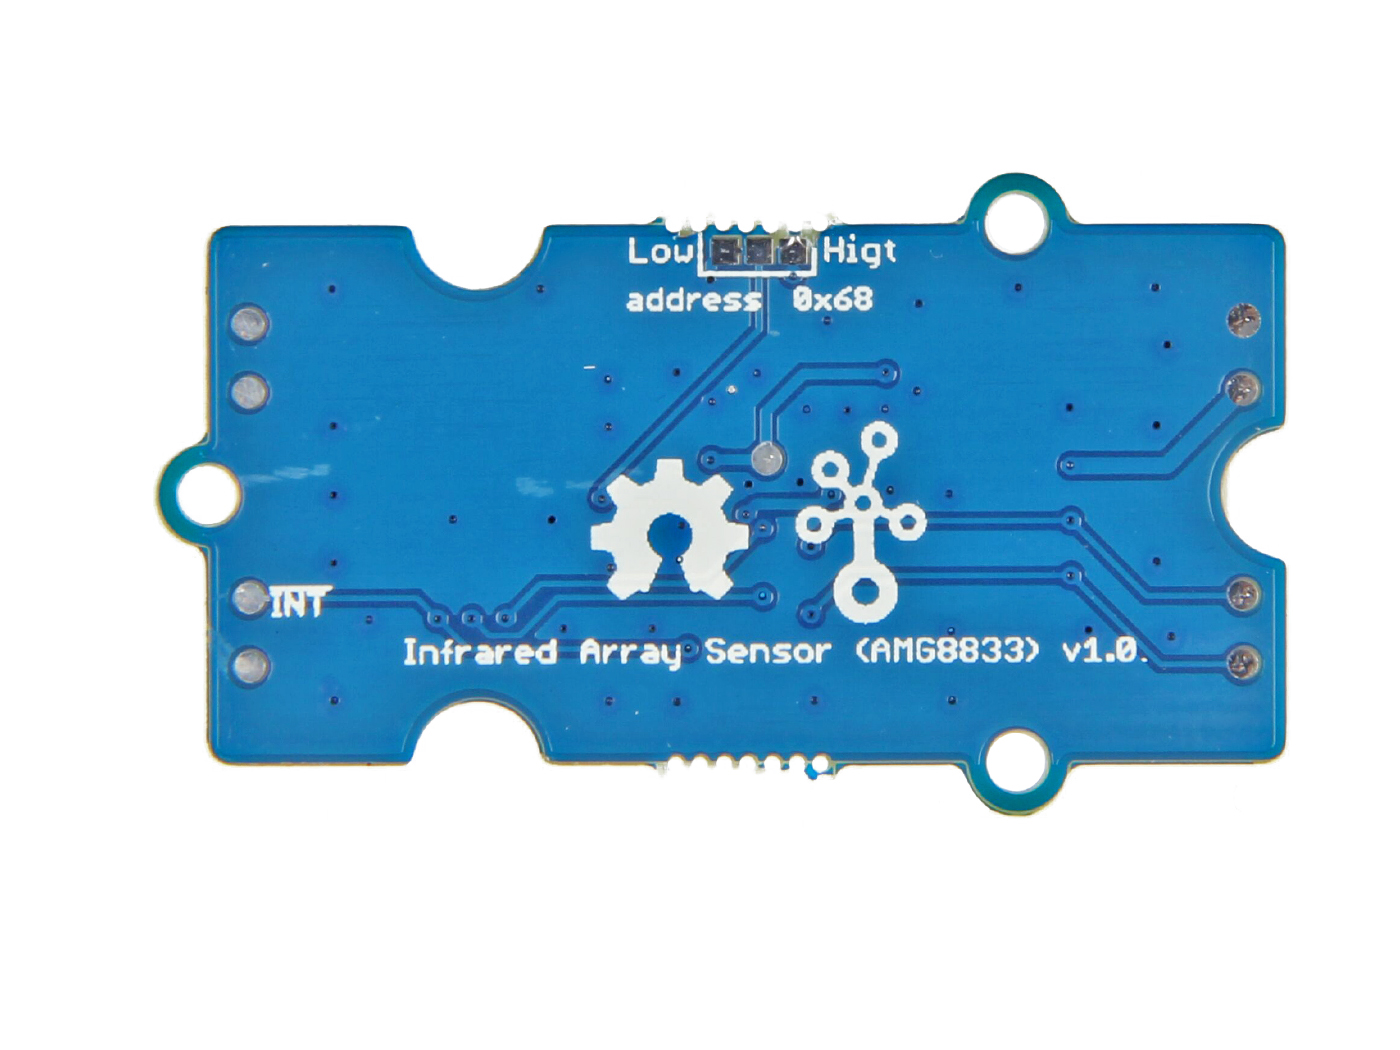 Low Higt
address 0x68
INT
Infrared Array Sensor (AMG8833) v1.0.